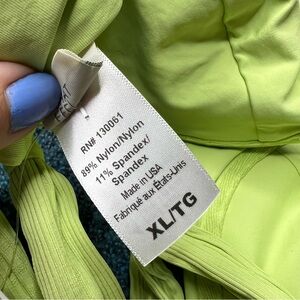 RN# 130061
89% Nylon/Nylon
11% Spandex/
Spandex
Made in USA
Fabriqué aux États-Unis
XL/TG